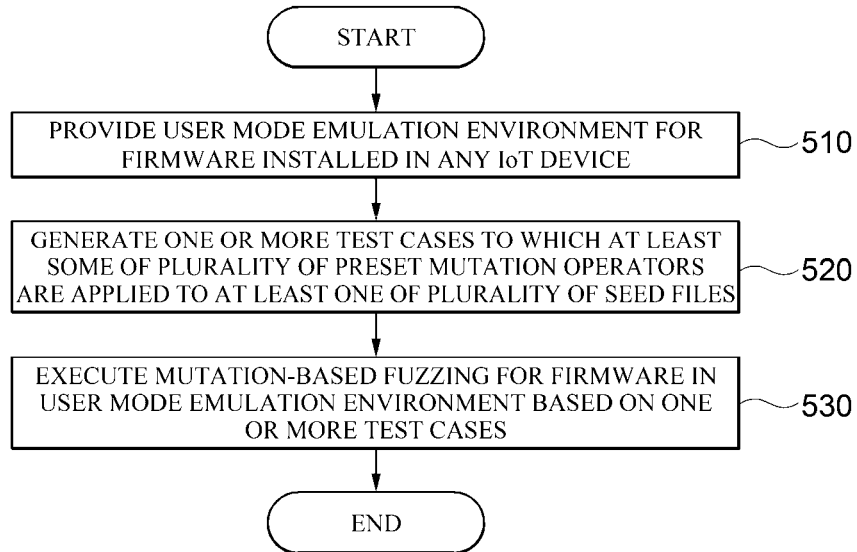 START
PROVIDE USER MODE EMULATION ENVIRONMENT FOR
FIRMWARE INSTALLED IN ANY IoT DEVICE
510
GENERATE ONE OR MORE TEST CASES TO WHICH AT LEAST
SOME OF PLURALITY OF PRESET MUTATION OPERATORS
ARE APPLIED TO AT LEAST ONE OF PLURALITY OF SEED FILES
520
EXECUTE MUTATION-BASED FUZZING FOR FIRMWARE IN
USER MODE EMULATION ENVIRONMENT BASED ON ONE
OR MORE TEST CASES
530
END